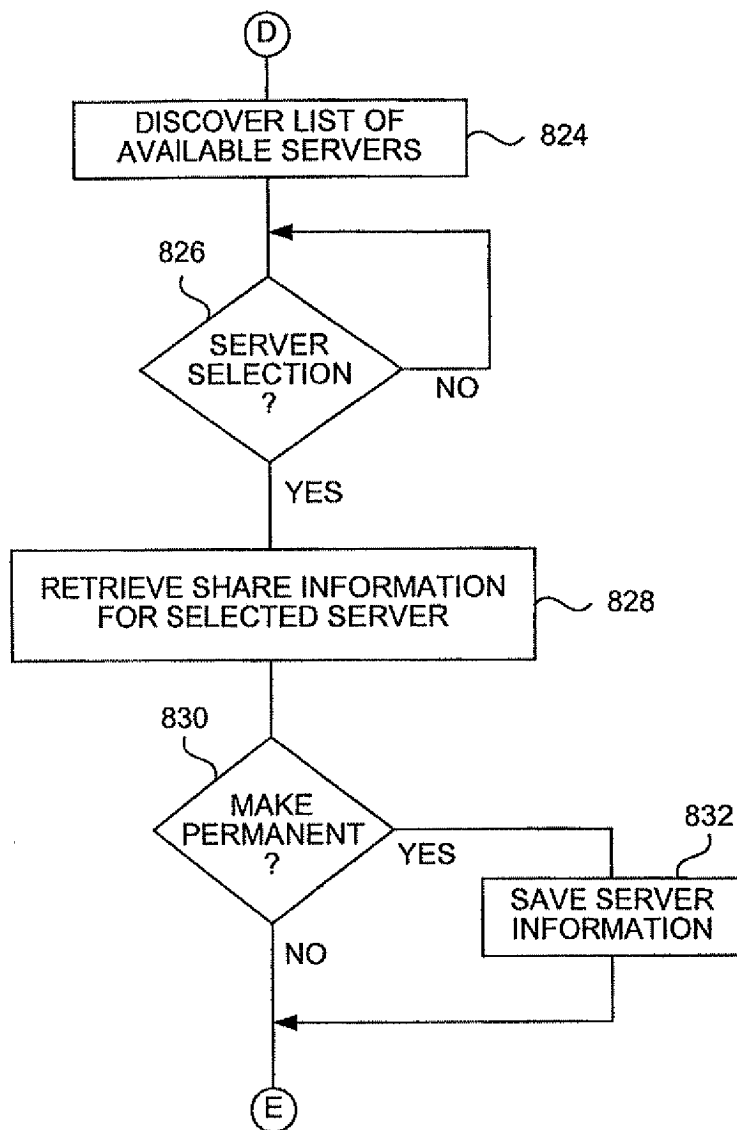 D
DISCOVER LIST OF
AVAILABLE SERVERS
824
826
SERVER
SELECTION
?
NO
YES
RETRIEVE SHARE INFORMATION
FOR SELECTED SERVER
828
830
MAKE
PERMANENT
?
YES
832
SAVE SERVER
INFORMATION
NO
E